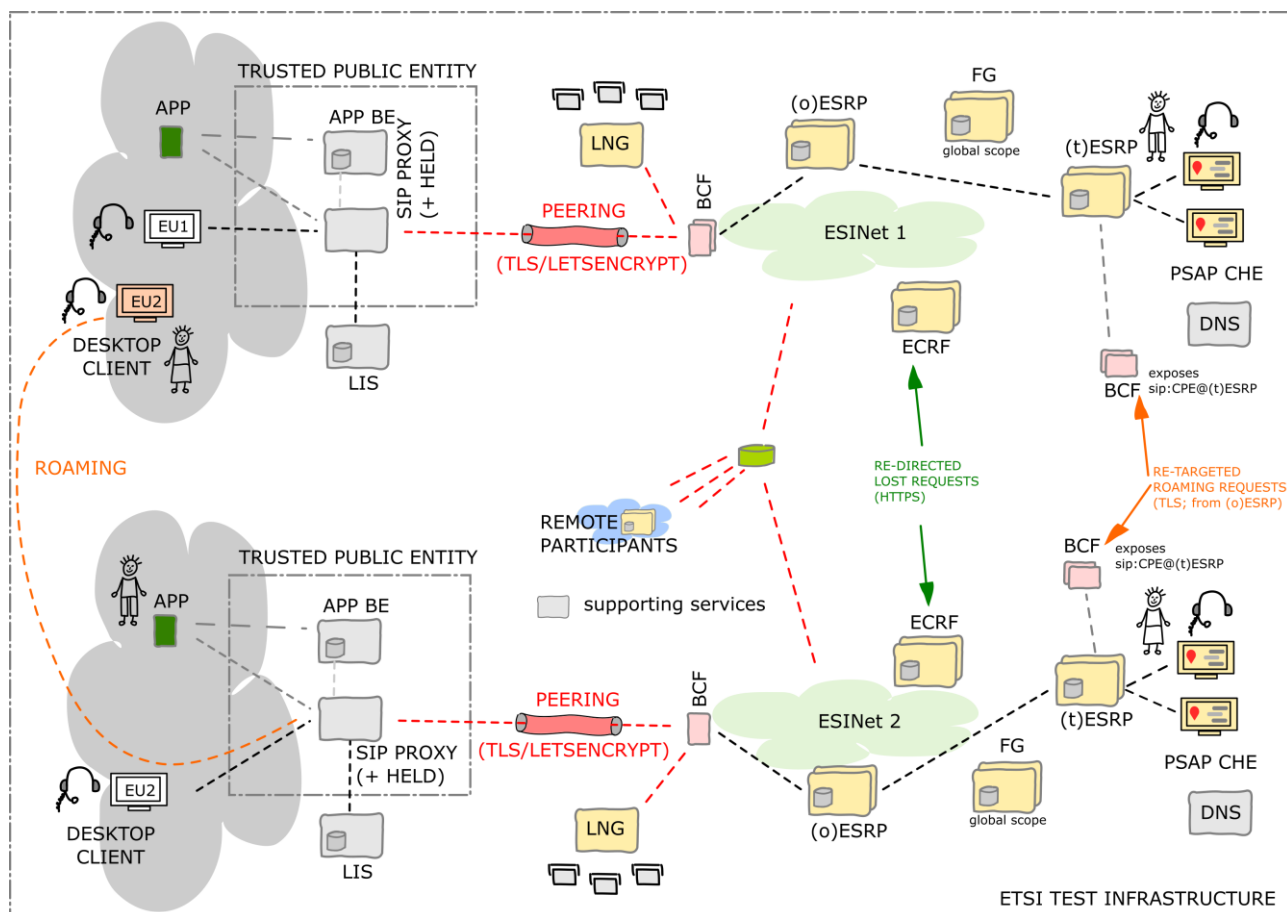 TRUSTED PUBLIC ENTITY
APP
APP BE
SIP PROXY
(+ HELD)
EU1
EU2
DESKTOP
CLIENT
LIS
LNG
PEERING
(TLS/LETSENCRYPT)
BCF
(o)ESRP
FG
global scope
ESINet 1
(t)ESRP
PSAP CHE
DNS
ECRF
BCF
exposes
sip:CPE@(t)ESRP
ROAMING
RE-DIRECTED
LOST REQUESTS
(HTTPS)
RE-TARGETED
ROAMING REQUESTS
(TLS; from (o)ESRP)
REMOTE
PARTICIPANTS
supporting services
TRUSTED PUBLIC ENTITY
APP
APP BE
SIP PROXY
(+ HELD)
EU2
DESKTOP
CLIENT
LIS
PEERING
(TLS/LETSENCRYPT)
BCF
LNG
ECRF
ESINet 2
(o)ESRP
FG
global scope
BCF
exposes
sip:CPE@(t)ESRP
(t)ESRP
PSAP CHE
DNS
ETSI TEST INFRASTRUCTURE